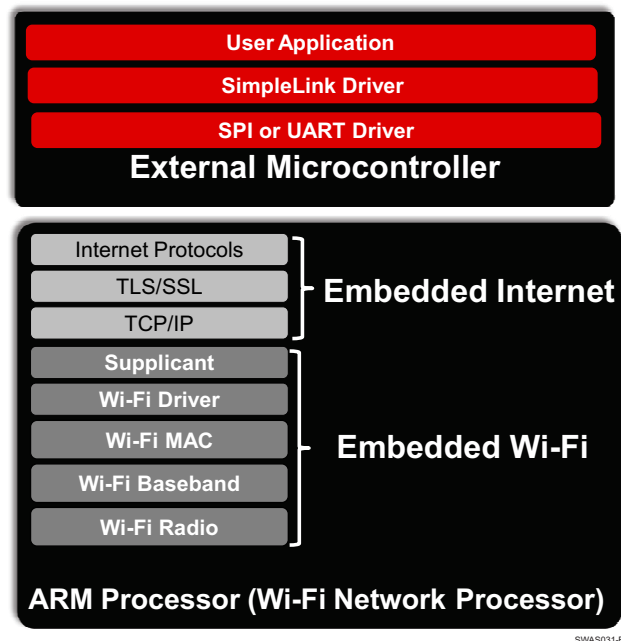 User Application
SimpleLink Driver
SPI or UART Driver
External Microcontroller
Internet Protocols
TLS/SSL
TCP/IP
Embedded Internet
Supplicant
Wi-Fi Driver
Wi-Fi MAC
Wi-Fi Baseband
Wi-Fi Radio
Embedded Wi-Fi
ARM Processor (Wi-Fi Network Processor)